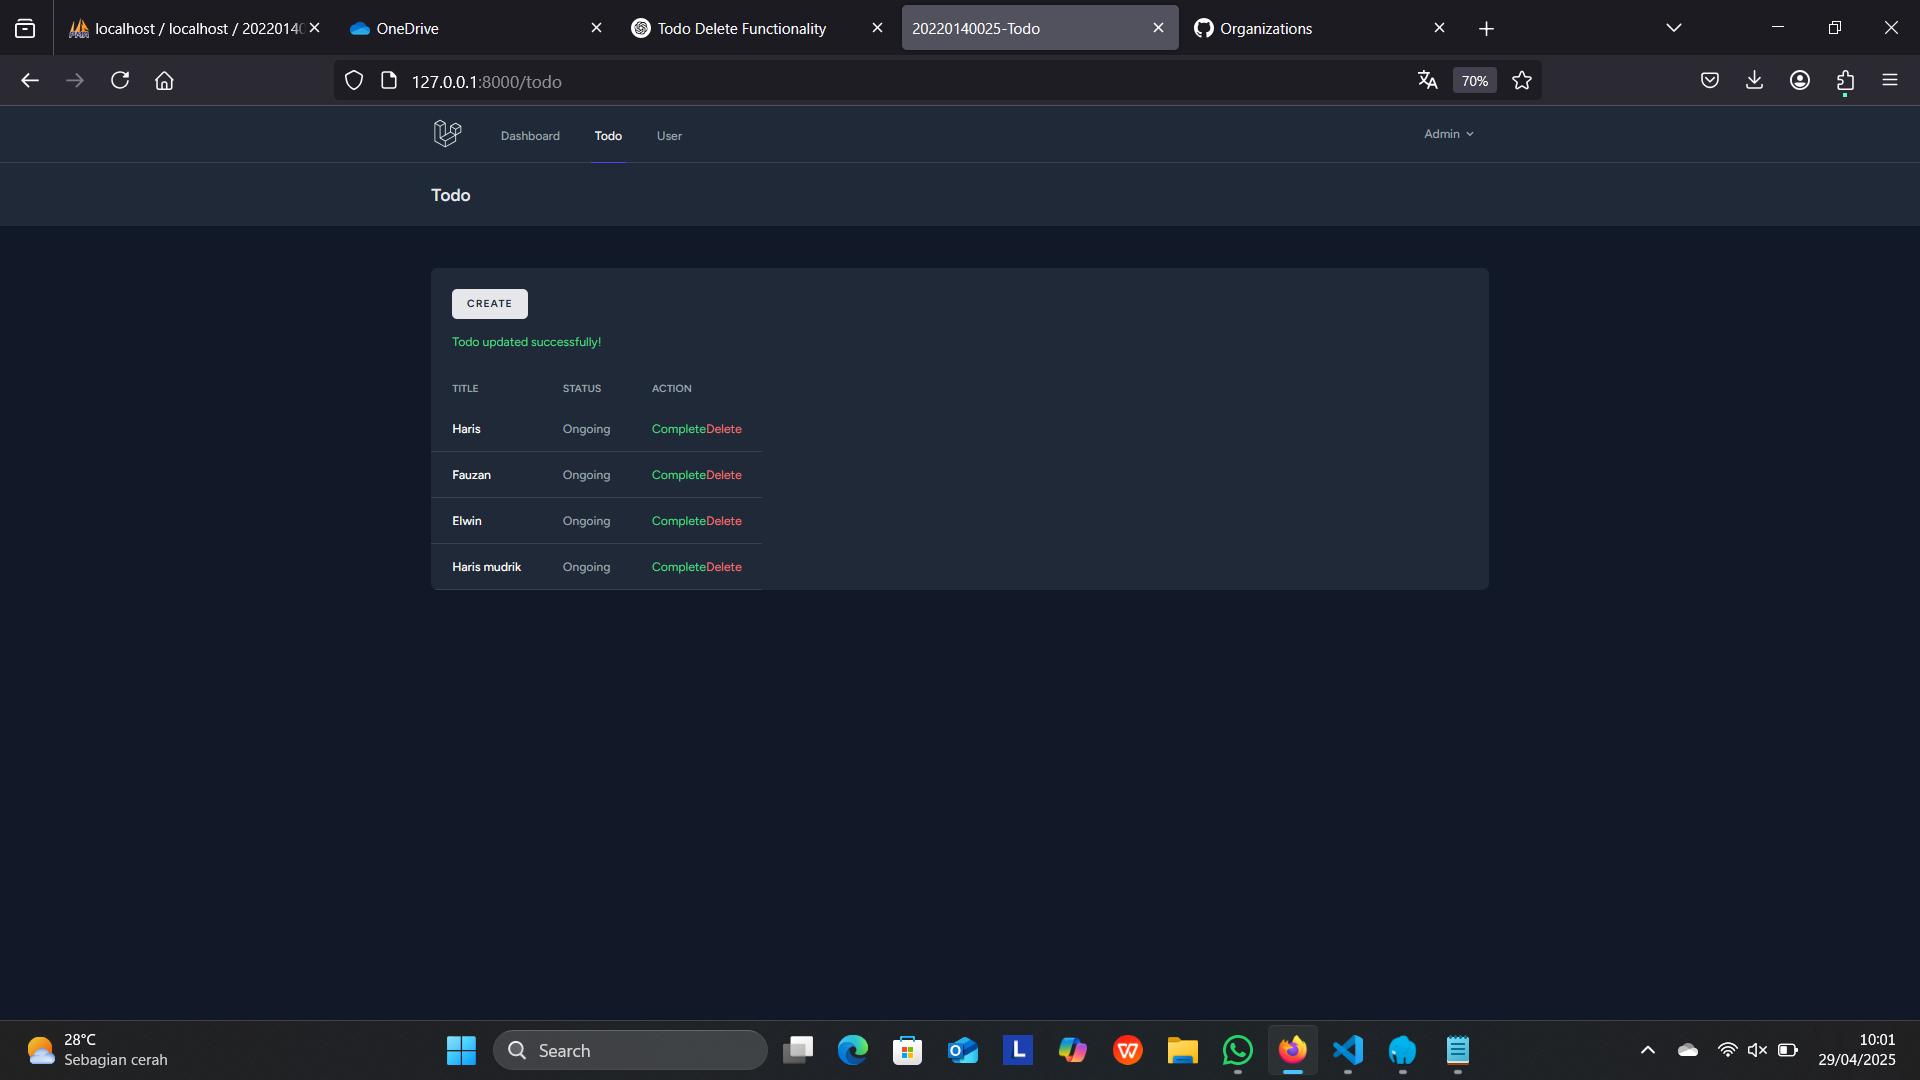 localhost / localhost / 2022014
OneDrive
Todo Delete Functionality
20220140025-Todo
Organizations
127.0.0.1:8000/todo
70%
Dashboard
Todo
User
Admin
Todo
CREATE
Todo updated successfully!
TITLE STATUS ACTION
Haris Ongoing CompleteDelete
Fauzan Ongoing CompleteDelete
Elwin Ongoing CompleteDelete
Haris mudrik Ongoing CompleteDelete
28°C
Sebagian cerah
Search
10:01
29/04/2025